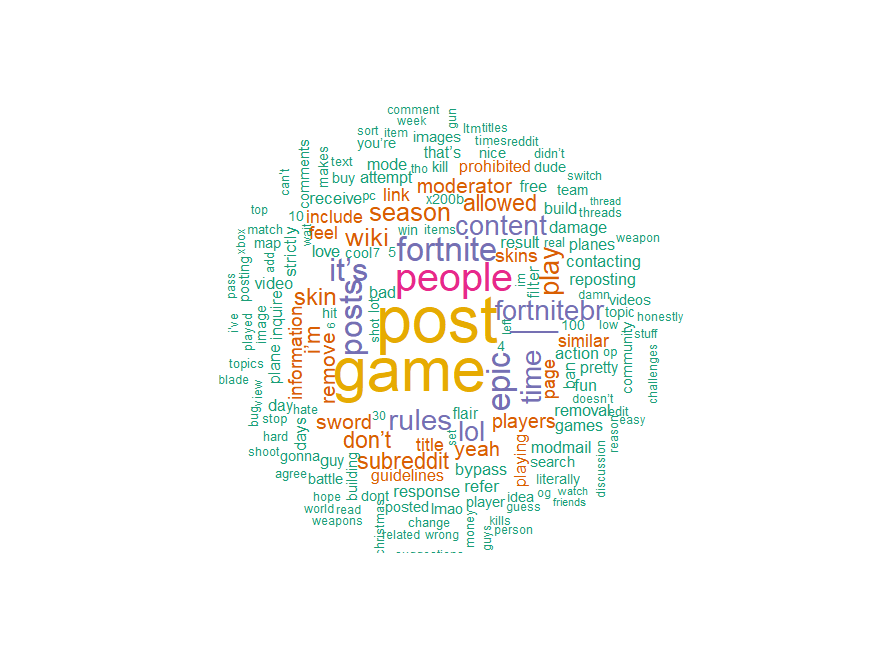 comment
week
gun
sort
item
images
ltm
titles
you're
times
reddit
that's
nice
didn't
can't
comments
makes
text
mode
tho
kill
prohibited
dude
switch
buy
attempt
moderator
free
team
receive
pc
link
x200b
allowed
build
thread
threads
top
10
include
season
content
damage
match
wait
feel
wiki
win
items
fortnite
result
real
planes
weapon
xbox
map
add
strictly
love
cool
7
5
skins
play
contacting
pass
posting
video
it's
people
im
filter
reposting
skin
posts
bad
damn
videos
i've
played
image
inquire
hit
shot
lot
post
fortnitebr
topic
honestly
information
i'm
6
left
100
low
stuff
remove
game
4
similar
topics
plane
epic
time
page
action
op
community
challenges
blade
ban
pretty
fun
view
bug
day
hate
30
rules
flair
doesn't
stop
sword
players
removal
edit
easy
days
lol
set
games
reason
hard
don't
title
yeah
modmail
shoot
gonna
guy
subreddit
playing
search
agree
battle
building
guidelines
bypass
literally
discussion
hope
dont
response
refer
idea
og
watch
friends
world
read
posted
lmao
player
guess
weapons
christmas
change
money
kills
related
wrong
guys
person